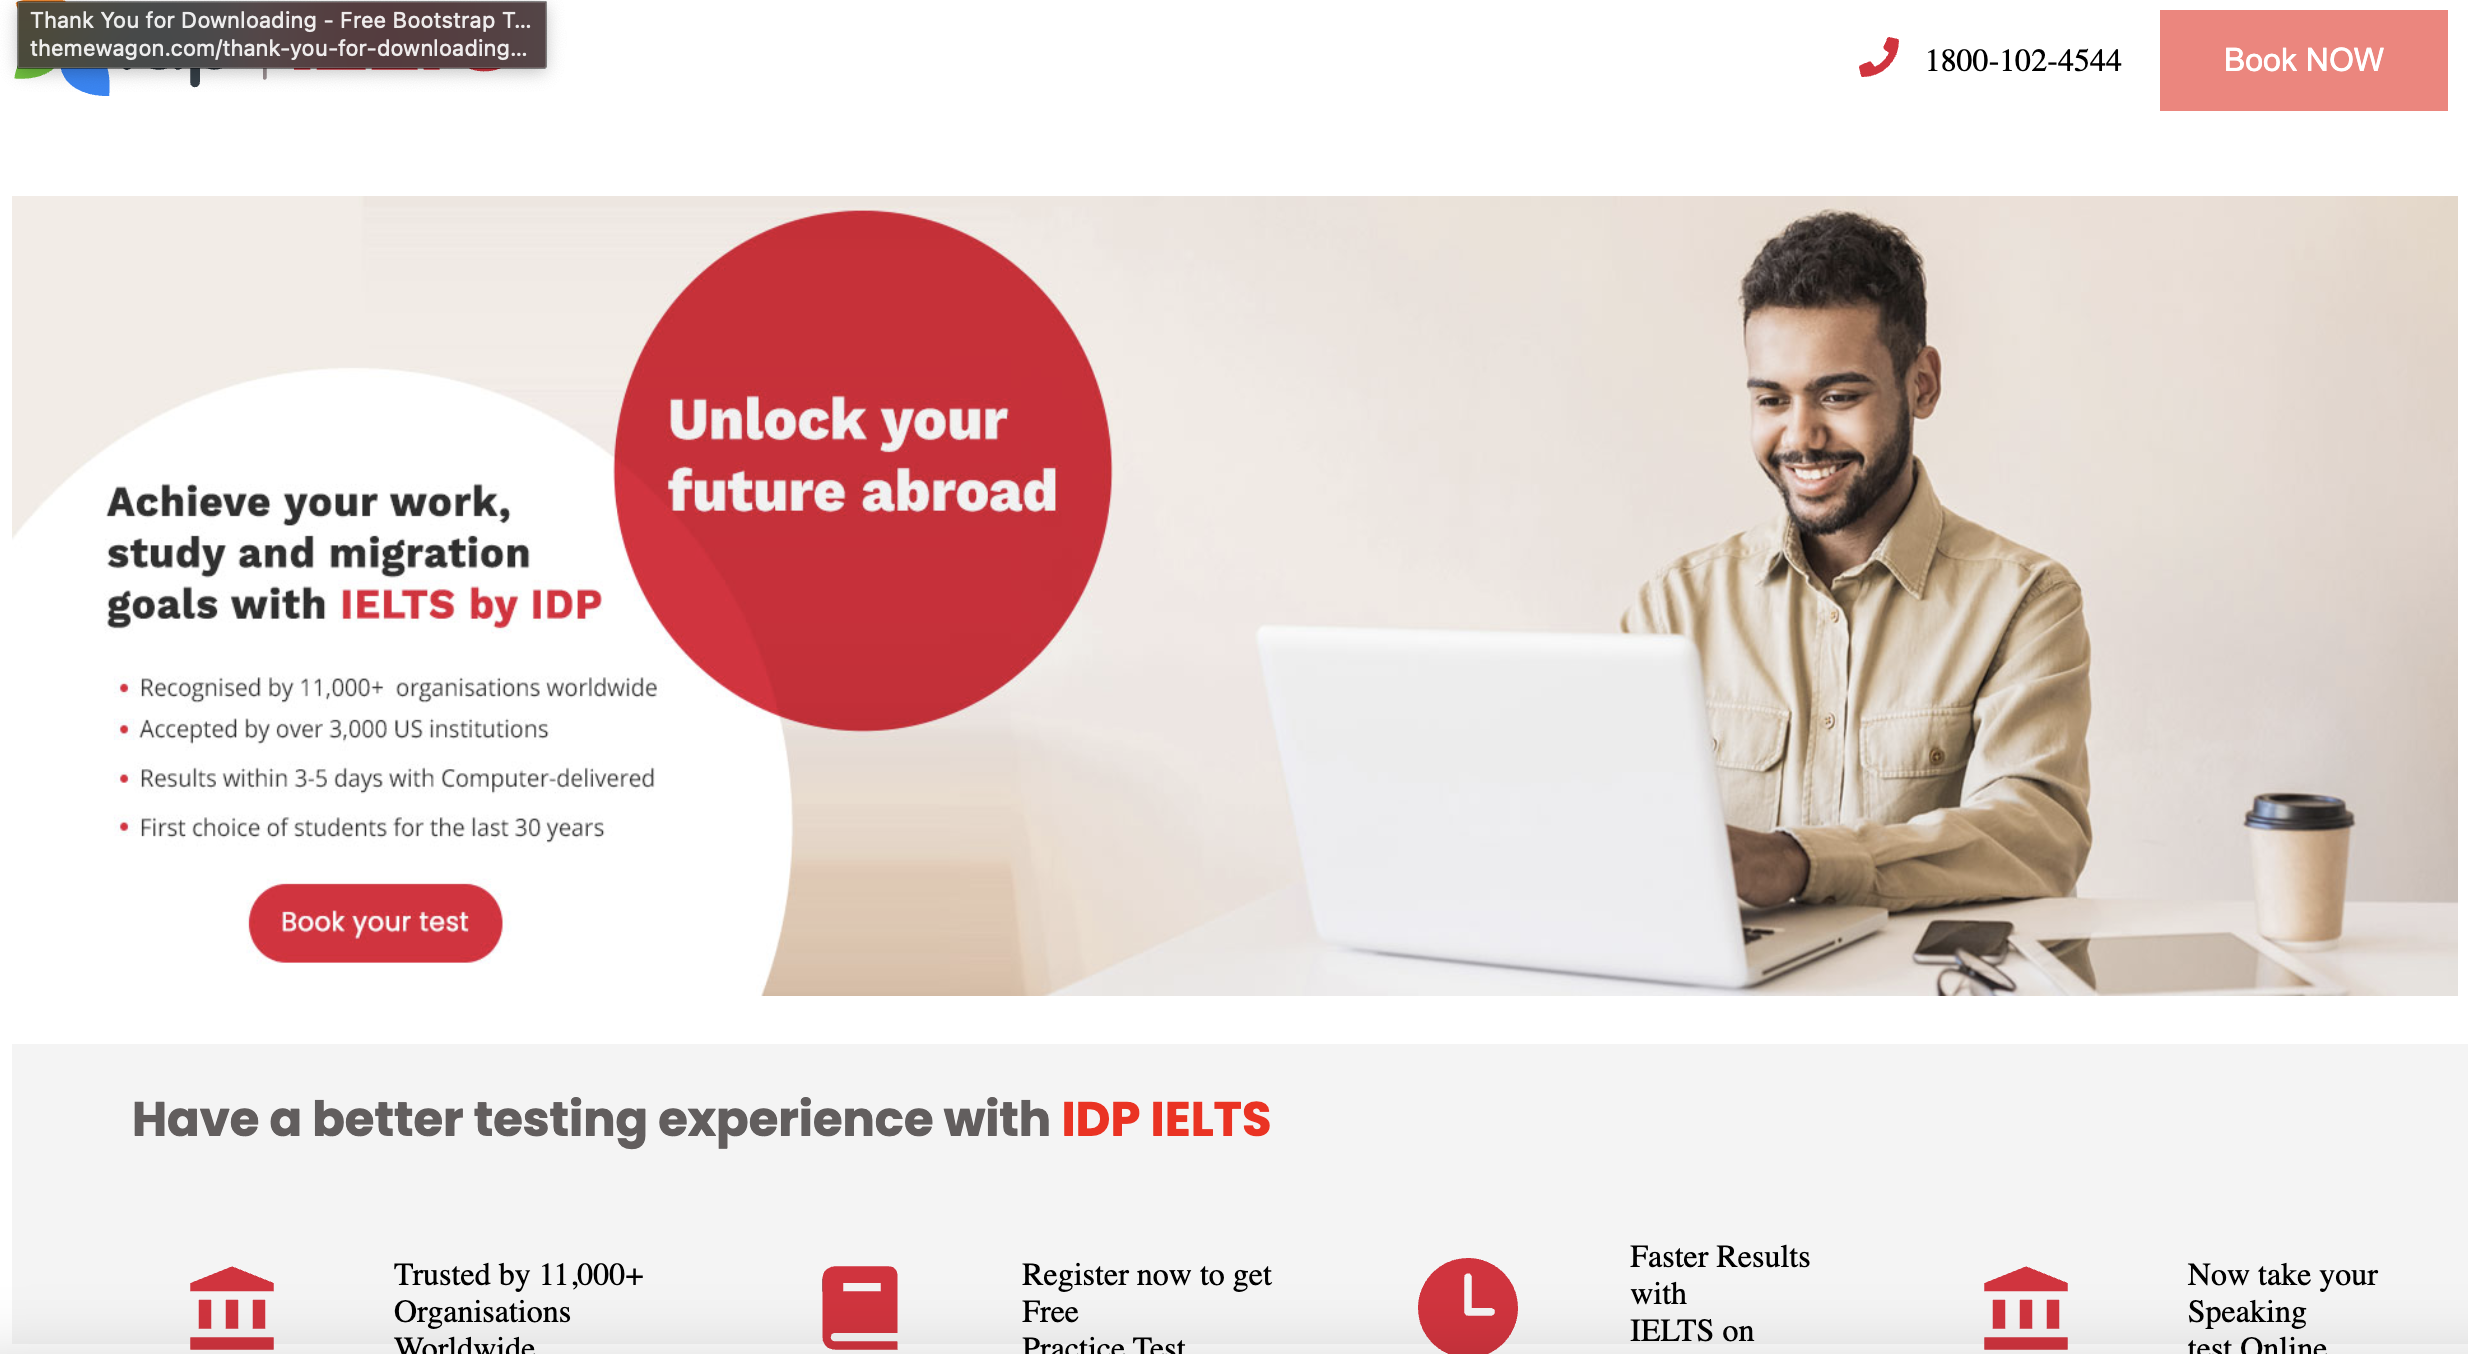 Thank You for Downloading - Free Bootstrap T...
themewagon.com/thank-you-for-downloading...
1800-102-4544
Book NOW
Unlock your
future abroad
Achieve your work,
study and migration
goals with IELTS by IDP
Recognised by 11,000+ organisations worldwide
Accepted by over 3,000 US institutions
Results within 3-5 days with Computer-delivered
First choice of students for the last 30 years
Book your test
Have a better testing experience with IDP IELTS
Trusted by 11,000+
Organisations
Worldwide
Register now to get
Free
Practice Test
Faster Results
with
IELTS on
Now take your
Speaking
test Online